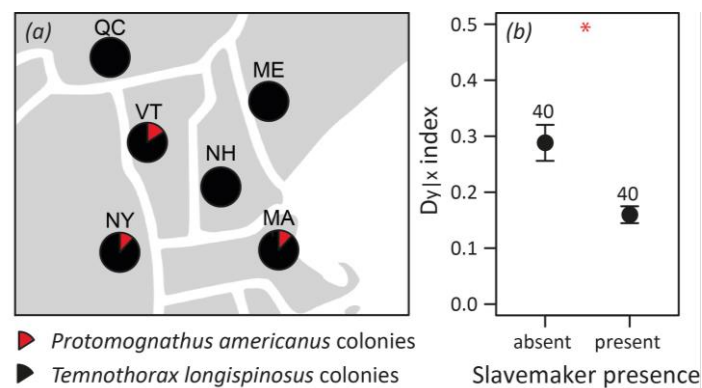 (a)
QC
ME
VT
NH
NY
MA
Protomognathus americanus colonies
Temnothorax longispinosus colonies
(b)
*
0.5
0.4
0.3
0.2
0.1
0.0
Dy|x index
40
40
absent present
Slavemaker presence